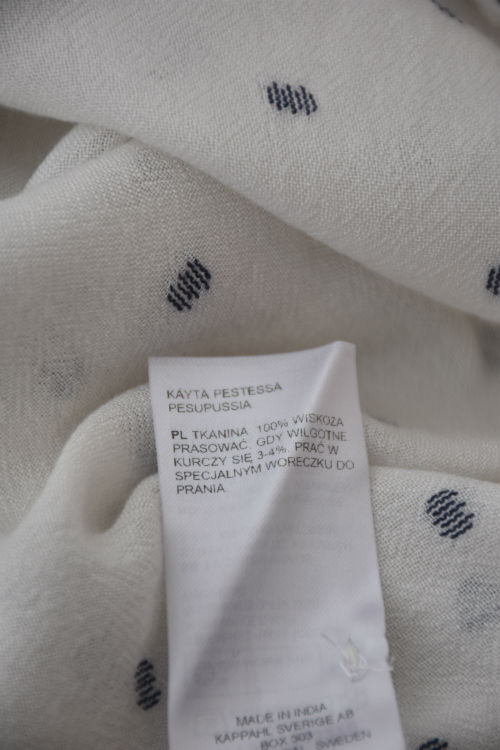 KÄYTÄ PESTESSÄ
PESUPUSSIA
PL TKANINA: 100% WISKOZA
PRASOWAĆ, GDY WILGOTNE.
KURCZY SIĘ 3-4%. PRAĆ W
SPECJALNYM WORECZKU DO
PRANIA.
MADE IN INDIA
KAPPAHL SVERIGE AB
BOX 303
SWEDEN